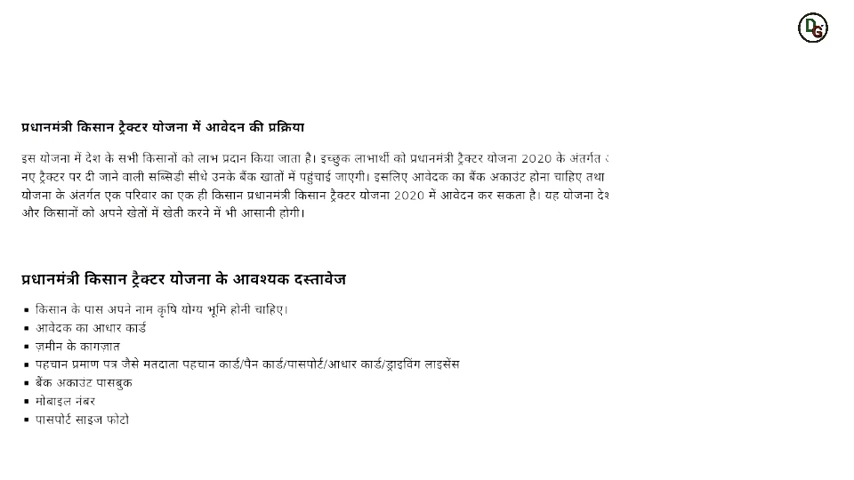 DG
प्रधानमंत्री किसान ट्रैक्टर योजना में आवेदन की प्रक्रिया
इस योजना में देश के सभी किसानों को लाभ प्रदान किया जाता है। इच्छुक लाभार्थी को प्रधानमंत्री ट्रैक्टर योजना 2020 के अंतर्गत
नए ट्रैक्टर पर दी जाने वाली सब्सिडी सीधे उनके बैंक खातों में पहुंचाई जाएगी। इसलिए आवेदक का बैंक अकाउंट होना चाहिए तथा
योजना के अंतर्गत एक परिवार का एक ही किसान प्रधानमंत्री किसान ट्रैक्टर योजना 2020 में आवेदन कर सकता है। यह योजना
और किसानों को अपने खेतों में खेती करने में भी आसानी होगी।
प्रधानमंत्री किसान ट्रैक्टर योजना के आवश्यक दस्तावेज
▪ किसान के पास अपने नाम कृषि योग्य भूमि होनी चाहिए।
▪ आवेदक का आधार कार्ड
▪ ज़मीन के कागज़ात
▪ पहचान प्रमाण पत्र जैसे मतदाता पहचान कार्ड/पैन कार्ड/पासपोर्ट/आधार कार्ड/ड्राइविंग लाइसेंस
▪ बैंक अकाउंट पासबुक
▪ मोबाइल नंबर
▪ पासपोर्ट साइज फोटो